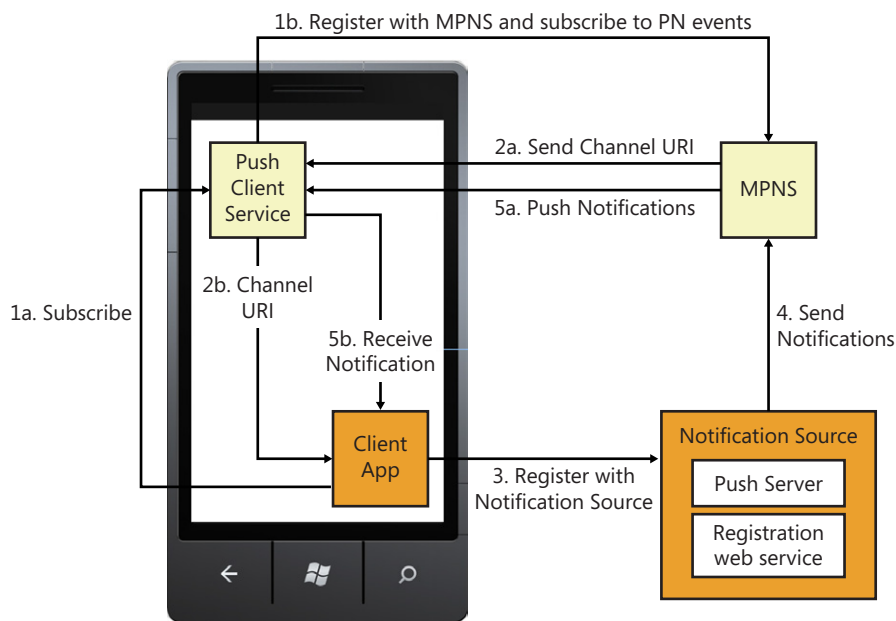 1b. Register with MPNS and subscribe to PN events
Push
Client
Service
2a. Send Channel URI
MPNS
5a. Push Notifications
2b. Channel
URI
1a. Subscribe
5b. Receive
Notification
4. Send
Notifications
Client
App
3. Register with
Notification Source
Notification Source
Push Server
Registration
web service